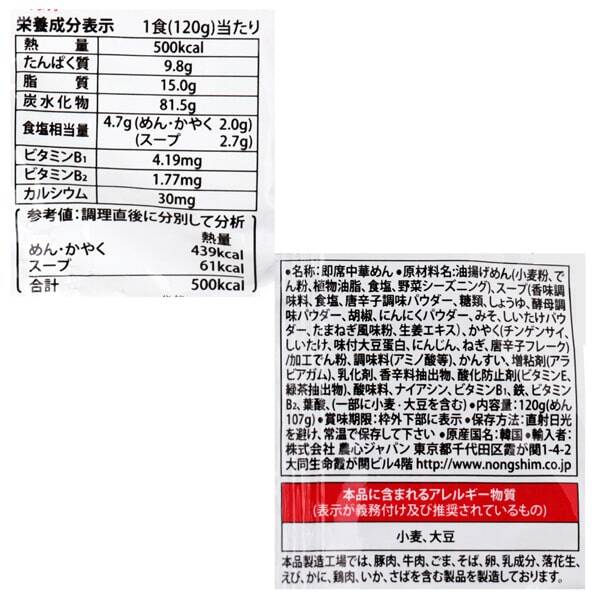 栄養成分表示 1食(120g)当たり
熱量 500kcal
たんぱく質 9.8g
脂質 15.0g
炭水化物 81.5g
食塩相当量 4.7g(めん・かやく 2.0g)
(スープ 2.7g)
ビタミンB₁ 4.19mg
ビタミンB₂ 1.77mg
カルシウム 30mg
参考値:調理直後に分別して分析
熱量
めん・かやく 439kcal
スープ 61kcal
合計 500kcal
●名称:即席中華めん●原材料名:油揚げめん(小麦粉、で
ん粉、植物油脂、食塩、野菜シーズニング)、スープ(香味調
味料、食塩、唐辛子調味パウダー、糖類、しょうゆ、酵母調
味パウダー、胡椒、にんにくパウダー、みそ、しいたけパウ
ダー、たまねぎ風味粉、生姜エキス)、かやく(チンゲンサイ、
しいたけ、味付大豆蛋白、にんじん、ねぎ、唐辛子フレーク)
/加工でん粉、調味料(アミノ酸等)、かんすい、増粘剤(アラ
ビアガム)、乳化剤、香辛料抽出物、酸化防止剤(ビタミンE、
緑茶抽出物)、酸味料、ナイアシン、ビタミンB₁、鉄、ビタミン
B₂、葉酸、(一部に小麦・大豆を含む)●内容量:120g(めん
107g)●賞味期限:枠外下部に表示●保存方法:直射日光
を避け、常温で保存して下さい●原産国名:韓国●輸入者:
株式会社 農心ジャパン 東京都千代田区霞が関1-4-2
大同生命霞が関ビル4階 http://www.nongshim.co.jp
本品に含まれるアレルギー物質
(表示が義務付け及び推奨されているもの)
小麦、大豆
本品製造工場では、豚肉、牛肉、ごま、そば、卵、乳成分、落花生、
えび、かに、鶏肉、いか、さばを含む製品を製造しております。